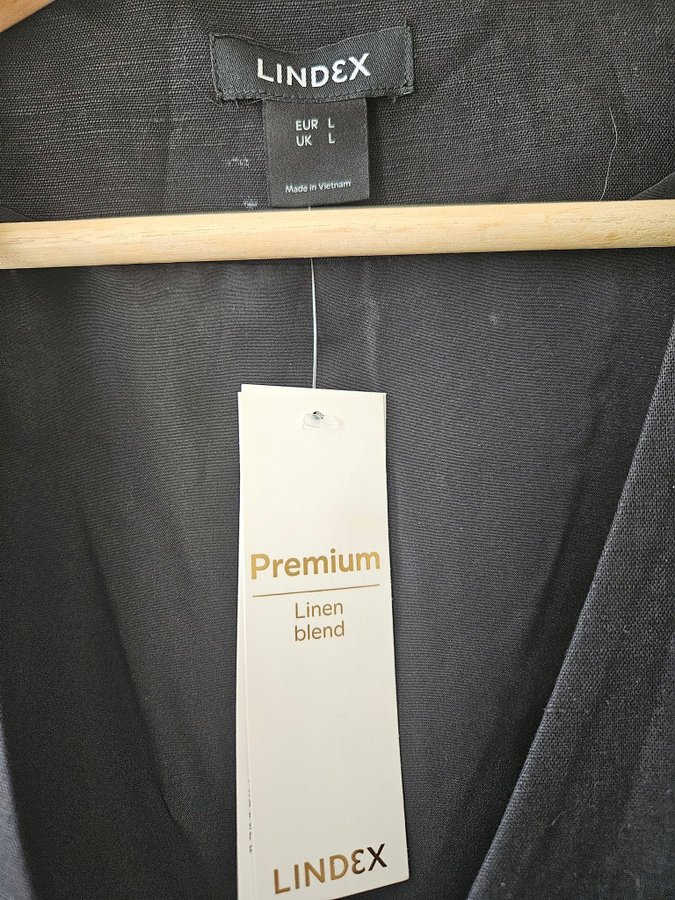 LINDEX
EUR L
UK L
Made in Vietnam
Premium
Linen
blend
LINDEX